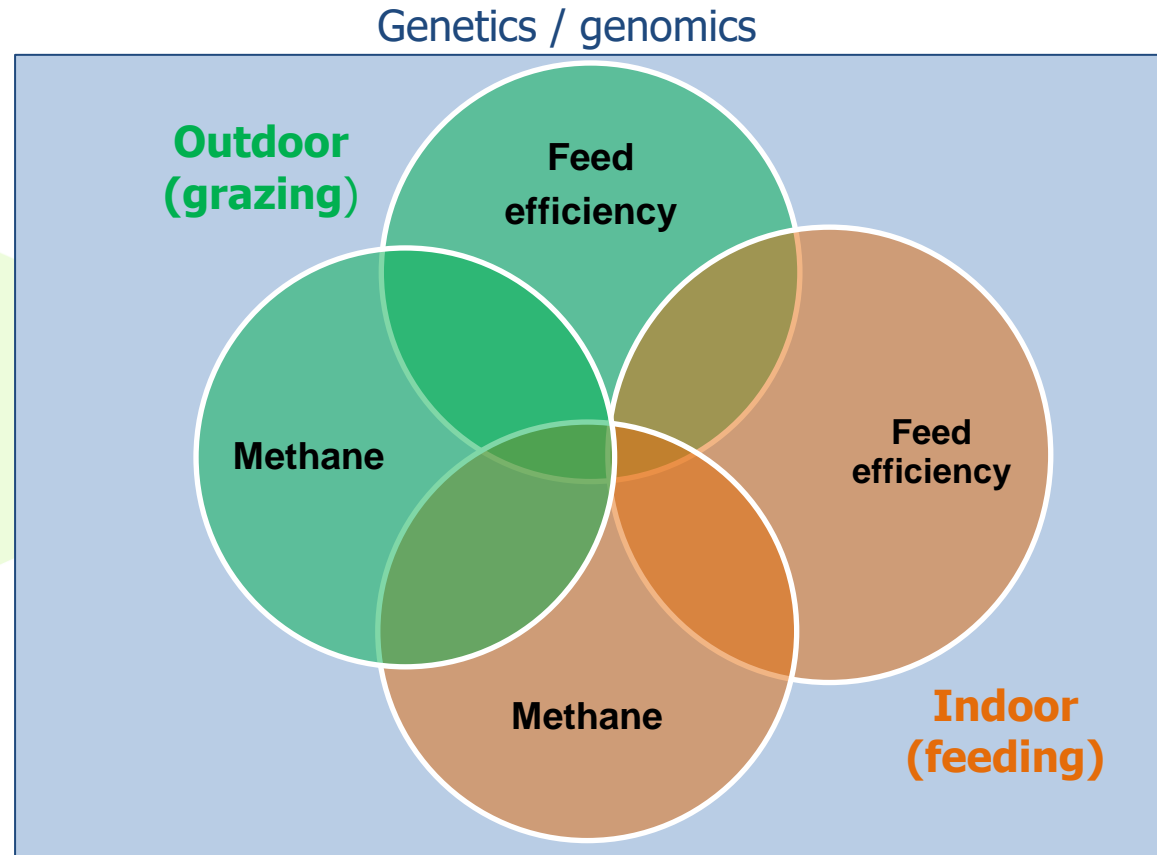 Genetics / genomics
Outdoor
(grazing)
Feed
efficiency
Methane
Feed
efficiency
Methane
Indoor
(feeding)